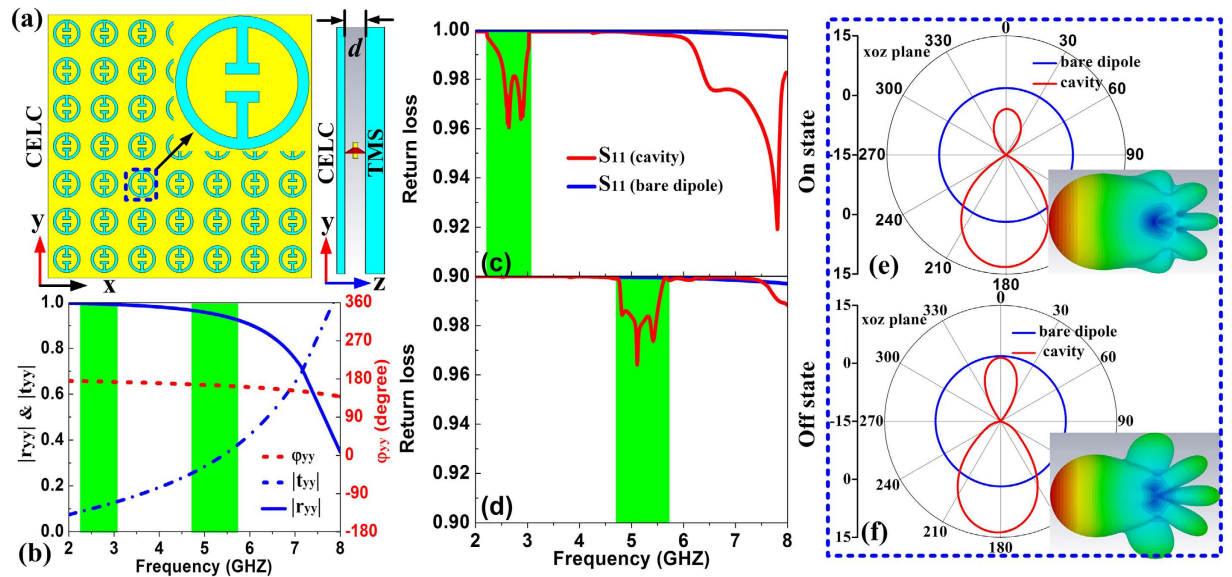 (a)
CELC
y
x
d
CELC
TMS
y
z
|ryy| & |tyy|
1.0
0.8
0.6
0.4
0.2
0.0
360
270
180
90
0
-90
-180
φyy (degree)
φyy
|tyy|
|ryy|
(b)
2 3 4 5 6 7 8
Frequency (GHZ)
Return loss
1.00
0.98
0.96
0.94
0.92
0.90
S11 (cavity)
S11 (bare dipole)
(c)
Return loss
0.98
0.96
0.94
0.92
0.90
(d)
2 3 4 5 6 7 8
Frequency (GHZ)
On state
15
0
-15
0
15
xoz plane
0
330
30
bare dipole
cavity
300
60
270
90
240
210
180
(e)
Off state
15
0
-15
0
15
xoz plane
0
330
30
bare dipole
cavity
300
60
270
90
240
210
180
(f)